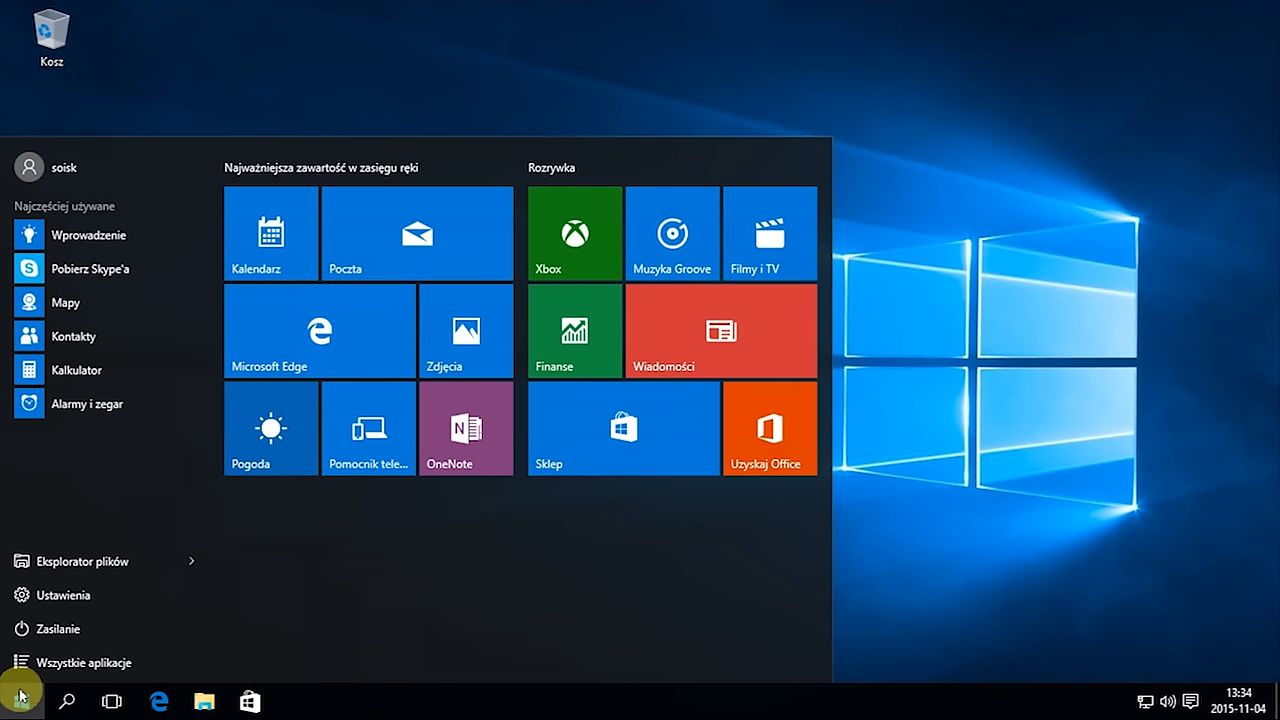 Kosz
soisk
Najczęściej używane
Wprowadzenie
Pobierz Skype'a
Mapy
Kontakty
Kalkulator
Alarmy i zegar
Eksplorator plików
Ustawienia
Zasilanie
Wszystkie aplikacje
Najważniejsza zawartość w zasięgu ręki
Kalendarz
Poczta
Microsoft Edge
Zdjęcia
Pogoda
Pomocnik tele...
OneNote
Rozrywka
Xbox
Muzyka Groove
Filmy i TV
Finanse
Wiadomości
Sklep
Uzyskaj Office
13:34
2015-11-04